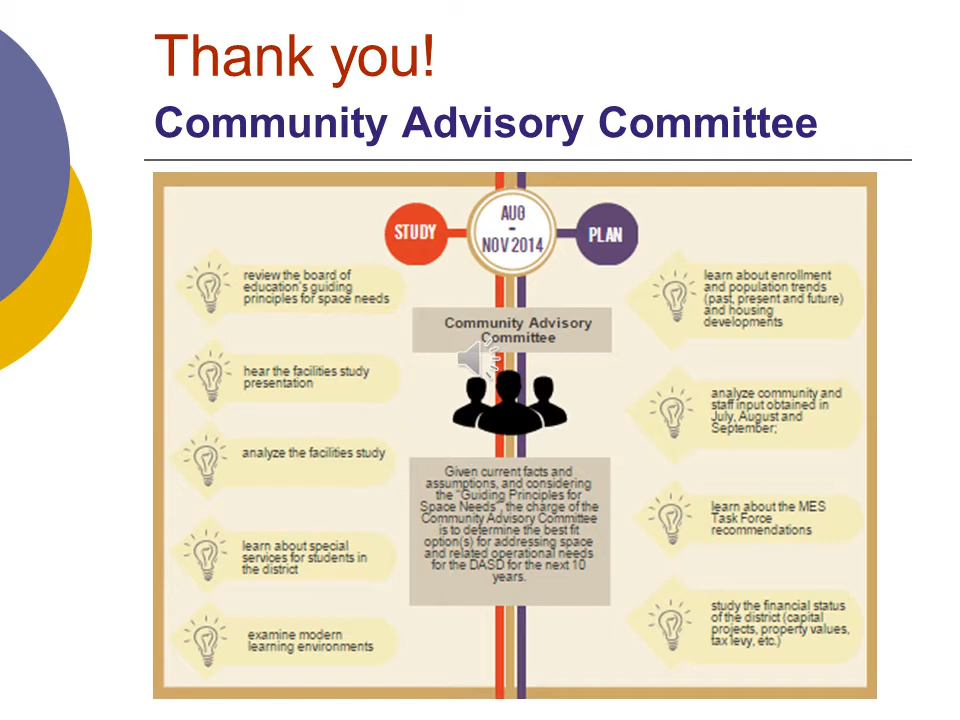 Thank you!
Community Advisory Committee
AUG
-
NOV 2014
STUDY
PLAN
review the board of
education's guiding
principles for space needs
hear the facilities study
presentation
analyze the facilities study
learn about special
services for students in
the district
examine modern
learning environments
Community Advisory
Committee
Given current facts and
assumptions, and considering
the "Guiding Principles for
Space Needs", the charge of the
Community Advisory Committee
is to determine the best fit
option(s) for addressing space
and related operational needs
for the DASD for the next 10
years.
learn about enrollment
and population trends
(past, present and future)
and housing
developments
analyze community and
staff input obtained in
July, August and
September;
learn about the MES
Task Force
recommendations
study the financial status
of the district (capital
projects, property values,
tax levy, etc.)